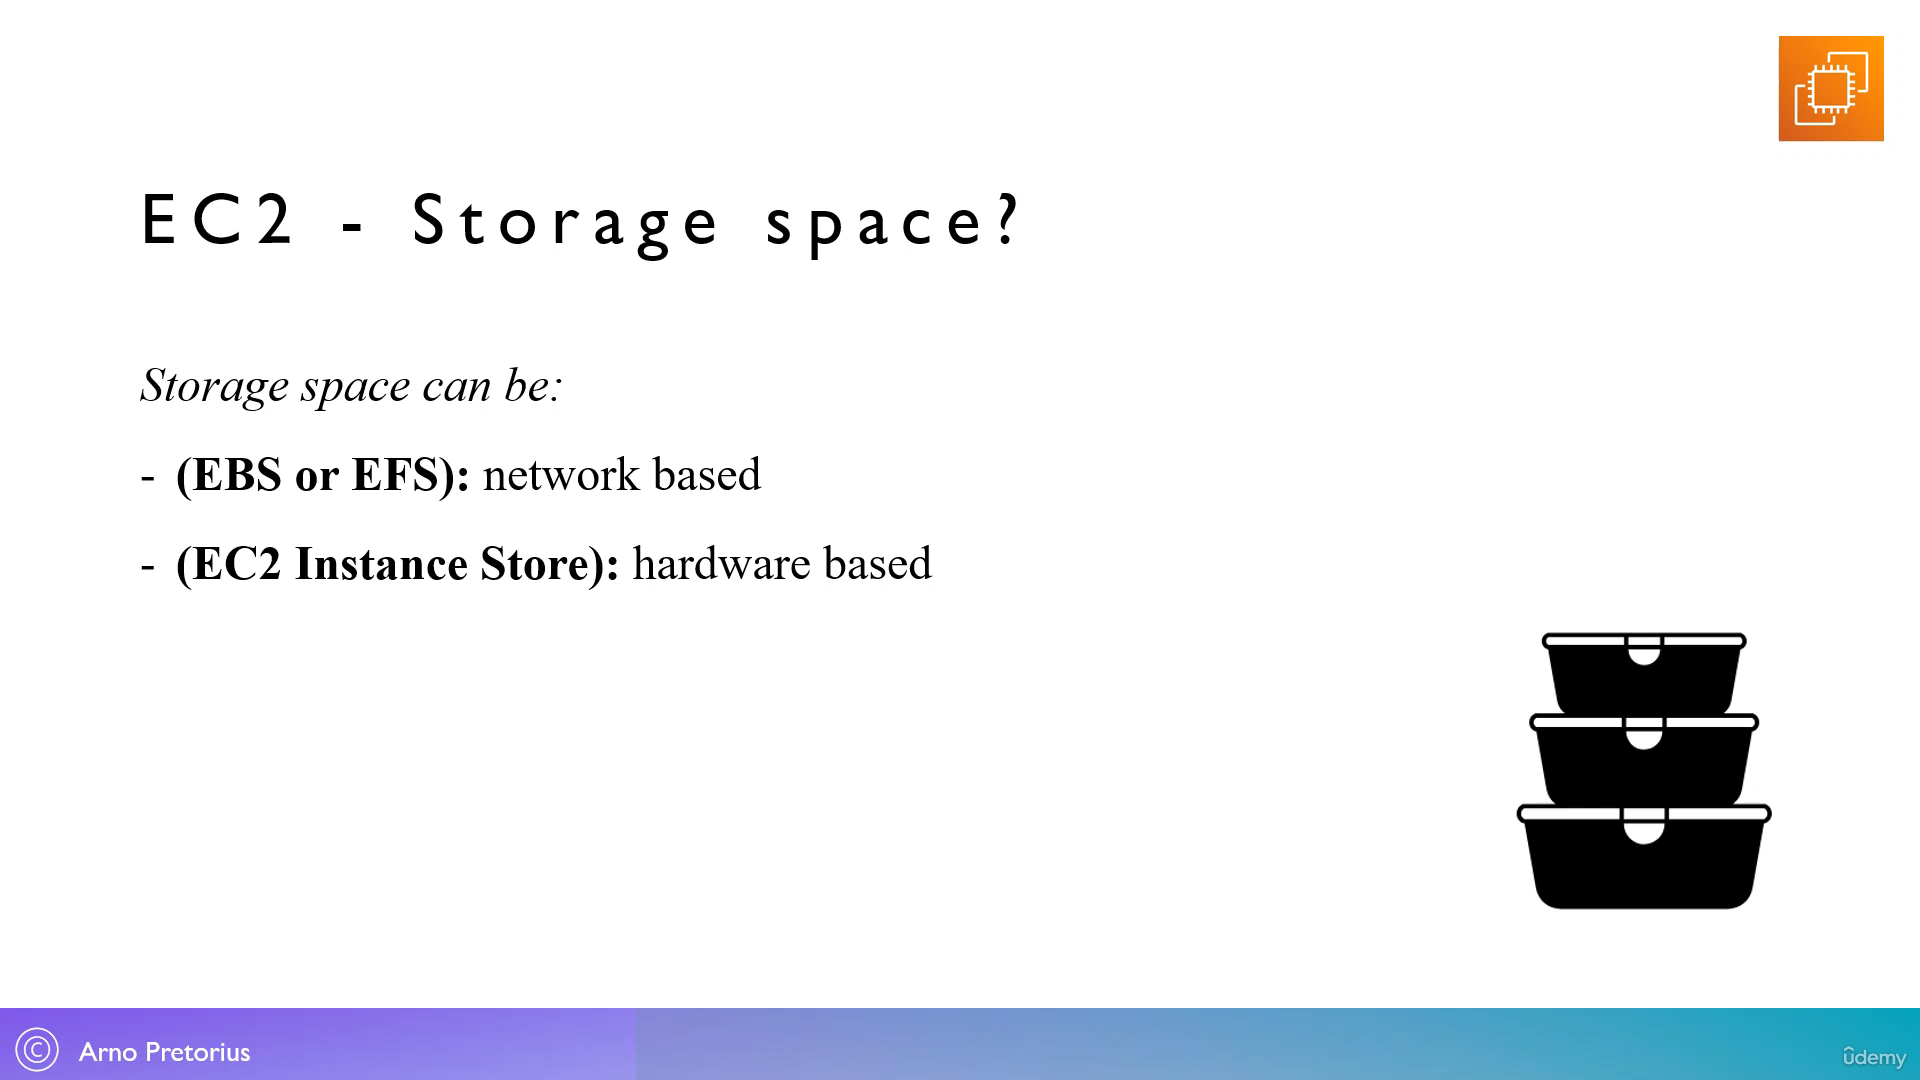 EC2 - Storage space?
Storage space can be:
- (EBS or EFS): network based
- (EC2 Instance Store): hardware based
© Arno Pretorius
ûdemy